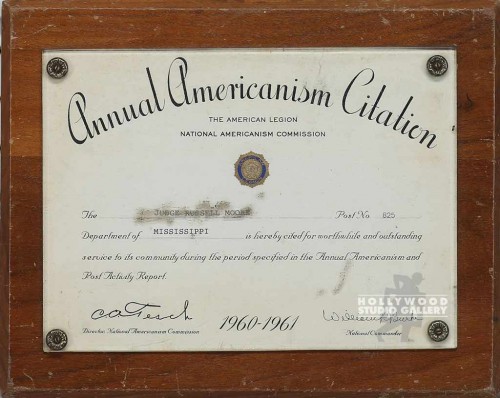 Annual Americanism Citation
THE AMERICAN LEGION
NATIONAL AMERICANISM COMMISSION
The JUDGE RUSSELL MOORE Post No 825
Department of MISSISSIPPI is hereby cited for worthwhile and outstanding
service to its community during the period specified in the Annual Americanism and
Post Activity Report.
C A Tesch 1960-1961 William
Director National Americanism Commission National Commander
HOLLYWOOD
STUDIO GALLERY